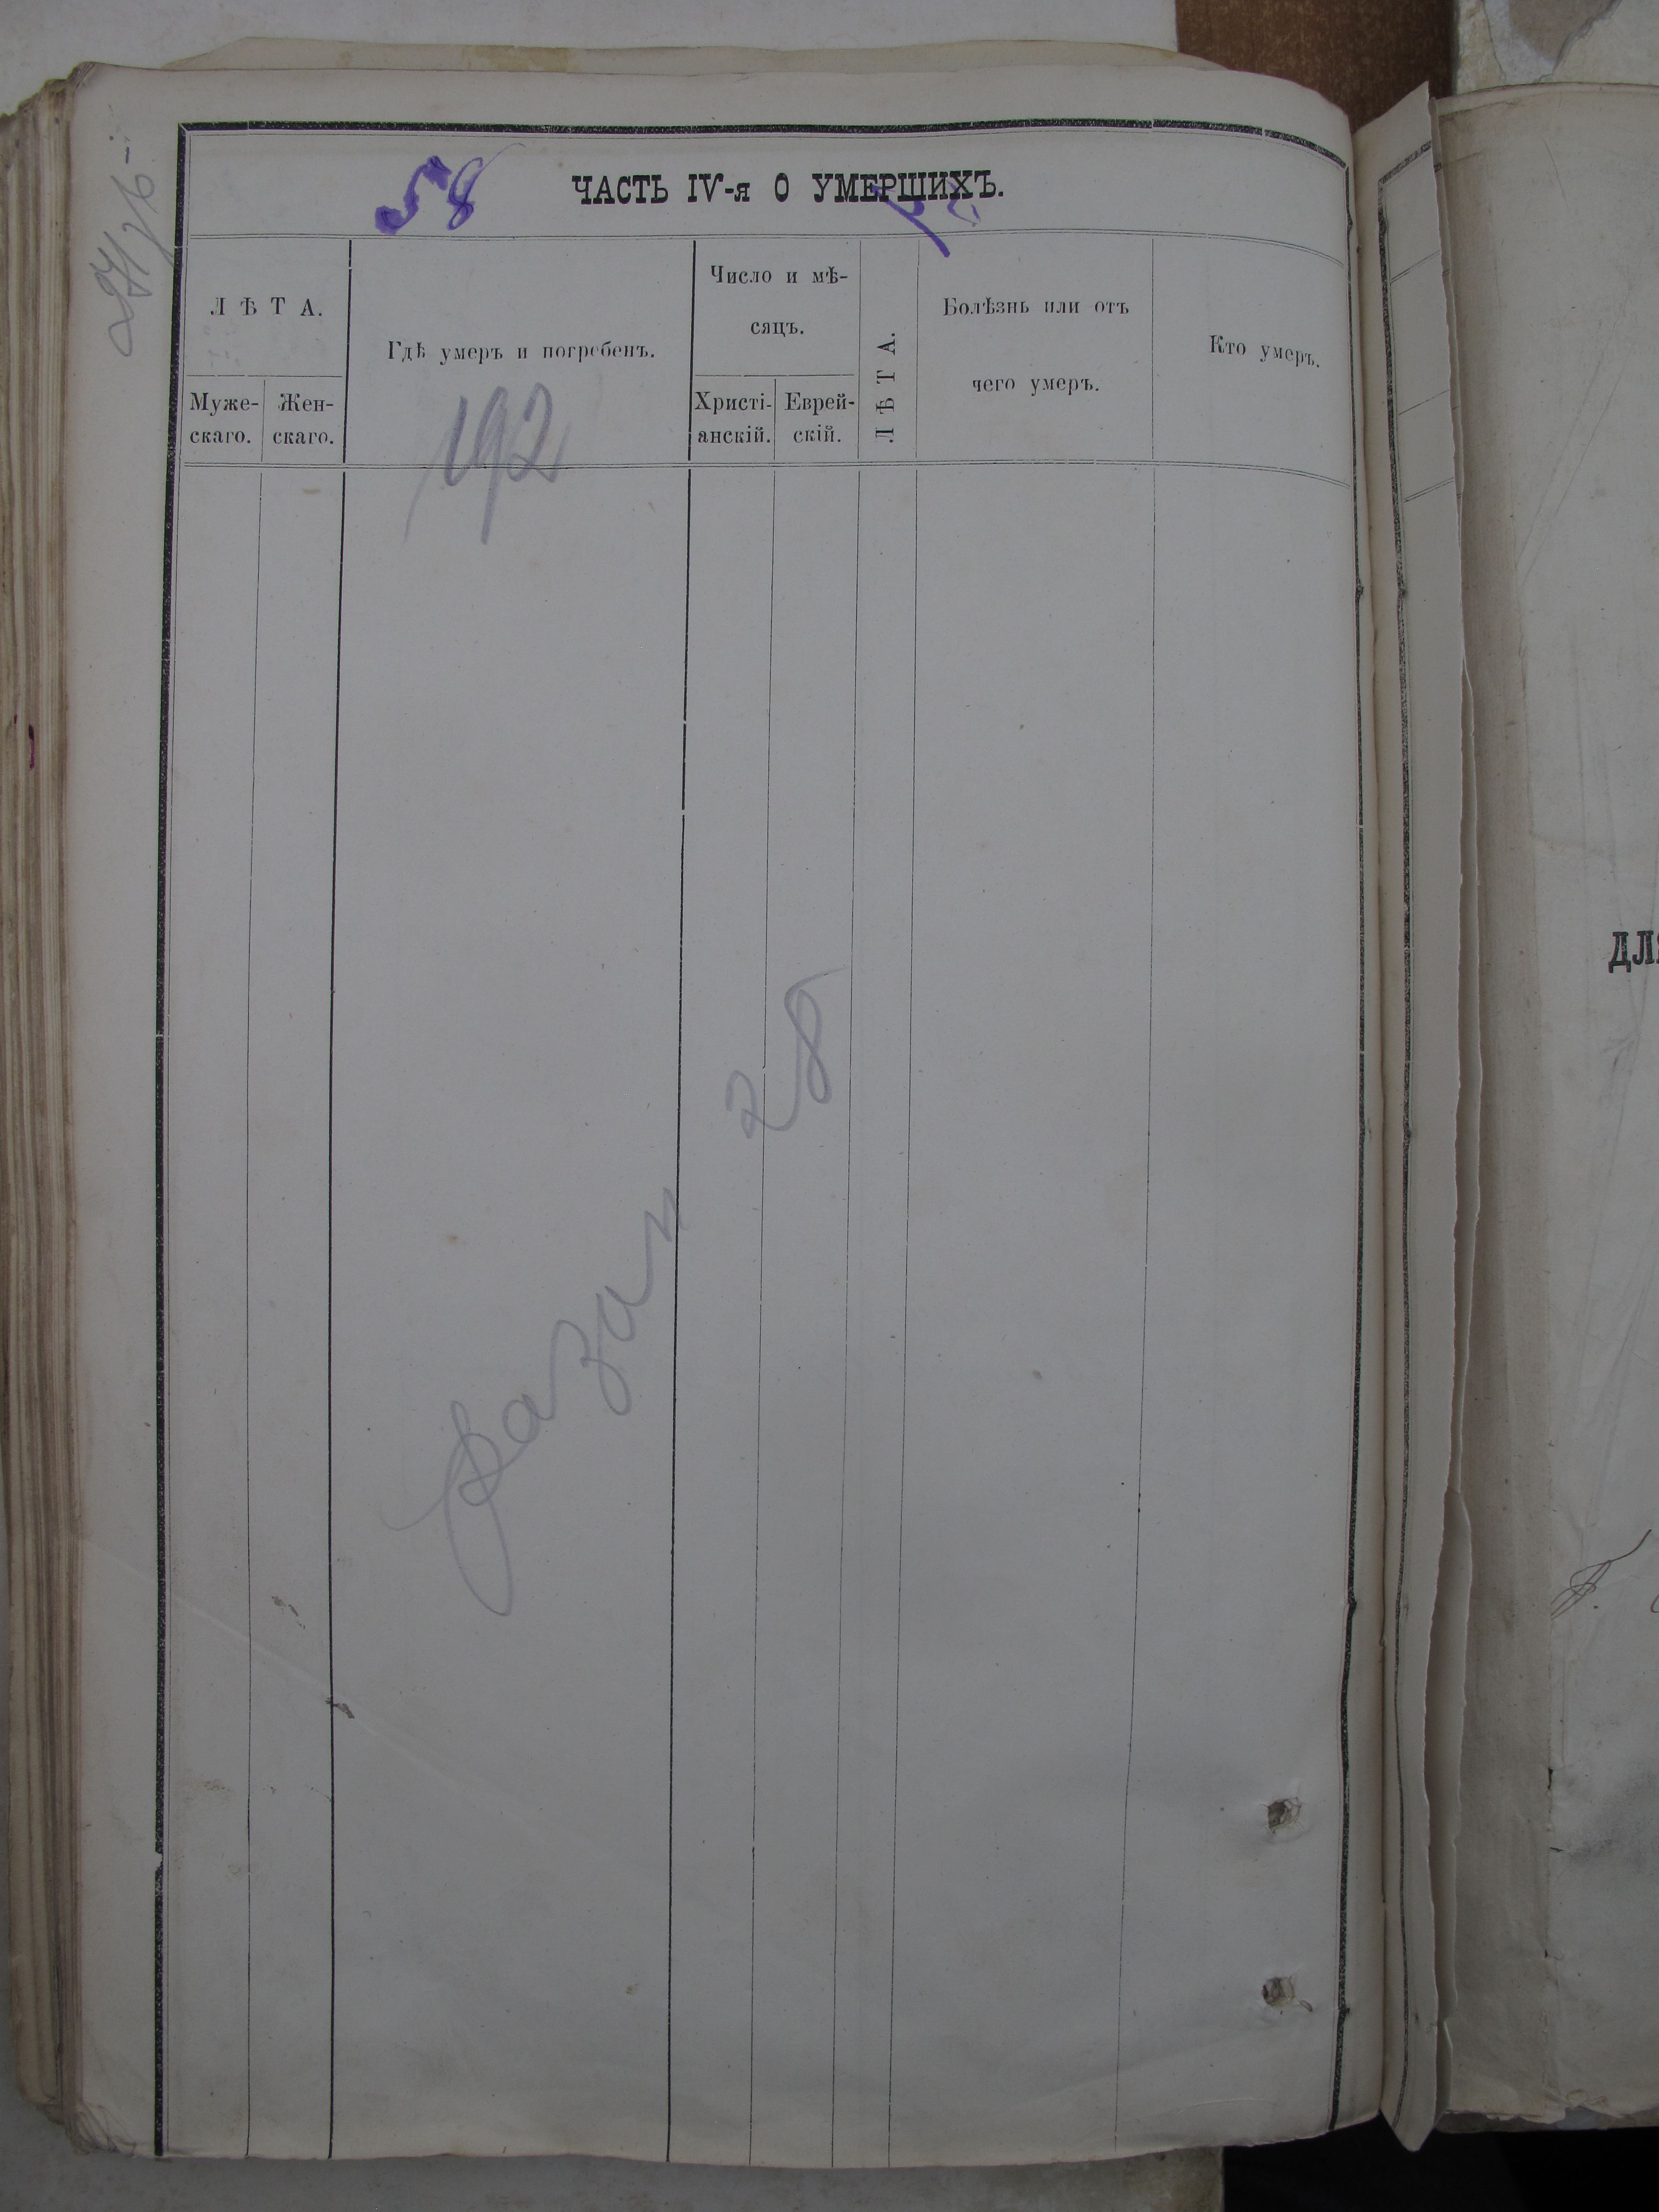 58
ЧАСТЬ IV-я О УМЕРШИХЪ.
ЛѢТА.
Муже-
скаго.
Жен-
скаго.
Гдѣ умеръ и погребенъ.
192
Число и мѣ-
сяцъ.
Христі-
анскій.
Еврей-
скій.
ЛѢТА.
Болѣзнь или отъ
чего умеръ.
Кто умеръ.
28